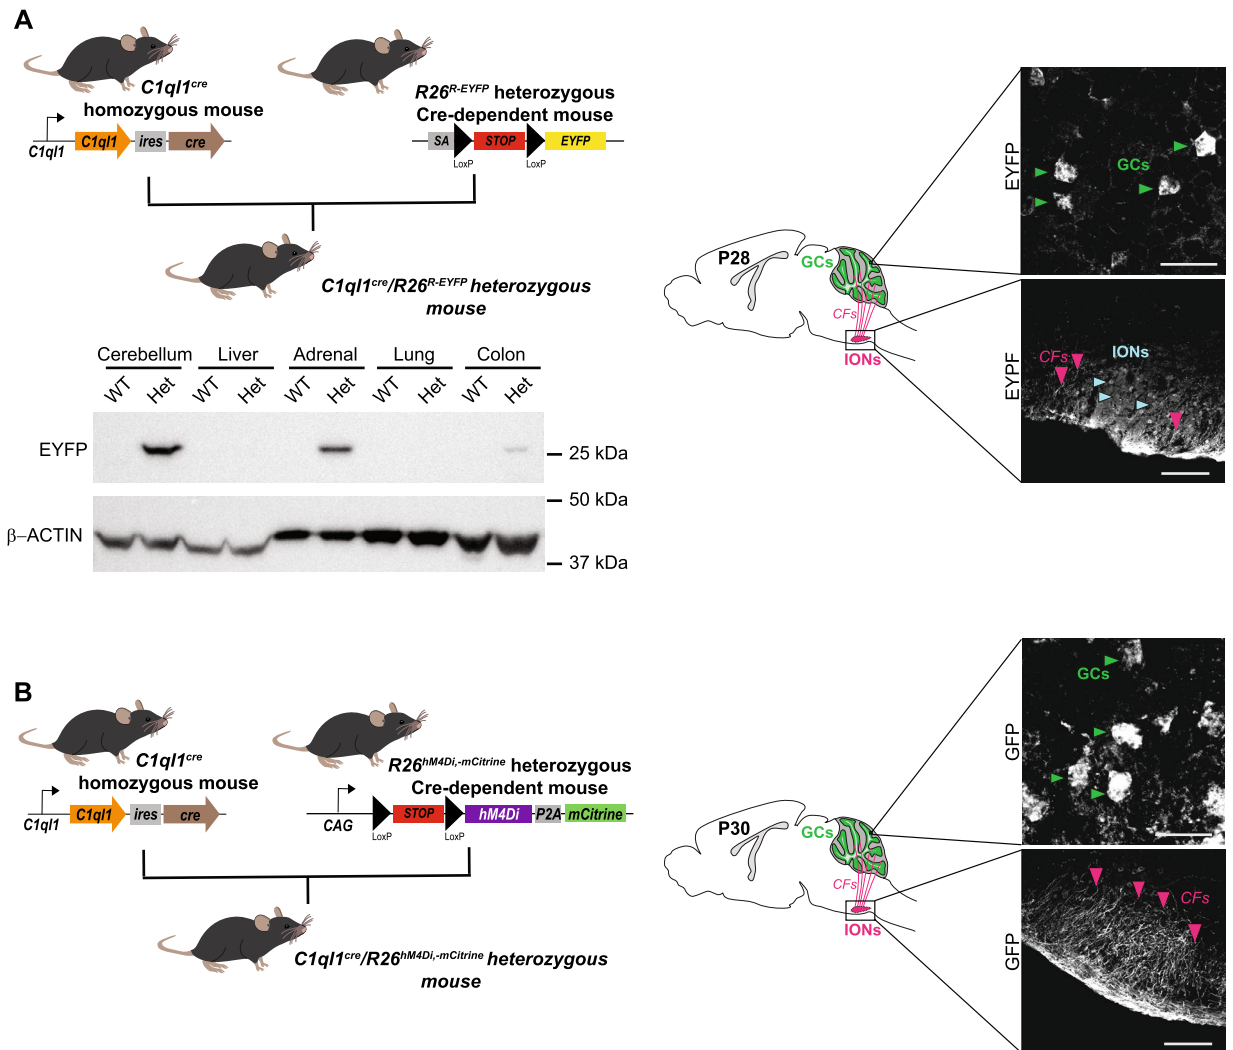 A
C1ql1cre
homozygous mouse
C1ql1
C1ql1
ires
cre
R26R-EYFP heterozygous
Cre-dependent mouse
SA
STOP
EYFP
LoxP
LoxP
C1ql1cre/R26R-EYFP heterozygous
mouse
Cerebellum Liver Adrenal Lung Colon
WT Het WT Het WT Het WT Het WT Het
EYFP
25 kDa
50 kDa
β–ACTIN
37 kDa
P28
GCs
CFs
IONs
EYFP
GCs
EYPF
CFs
IONs
B
C1ql1cre
homozygous mouse
C1ql1
C1ql1
ires
cre
R26hM4Di,-mCitrine heterozygous
Cre-dependent mouse
CAG
STOP
hM4Di
P2A
mCitrine
LoxP
LoxP
C1ql1cre/R26hM4Di,-mCitrine heterozygous
mouse
P30
GCs
CFs
IONs
GFP
GCs
GFP
CFs